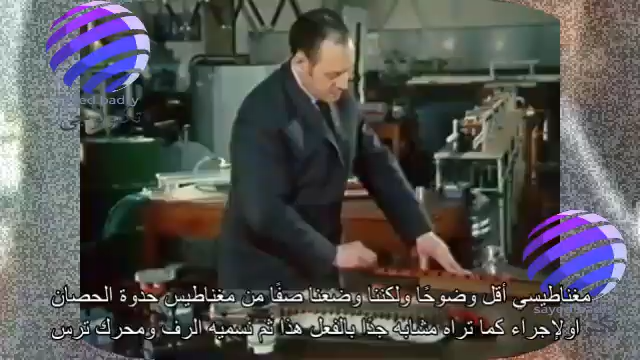 مغناطيسي أقل وضوحًا ولكننا وضعنا صفًا من مغناطيس حذوة الحصان
اولإجراء كما تراه مشابه جدًا بالفعل هذا ثم نسميه الرف ومحرك ترس